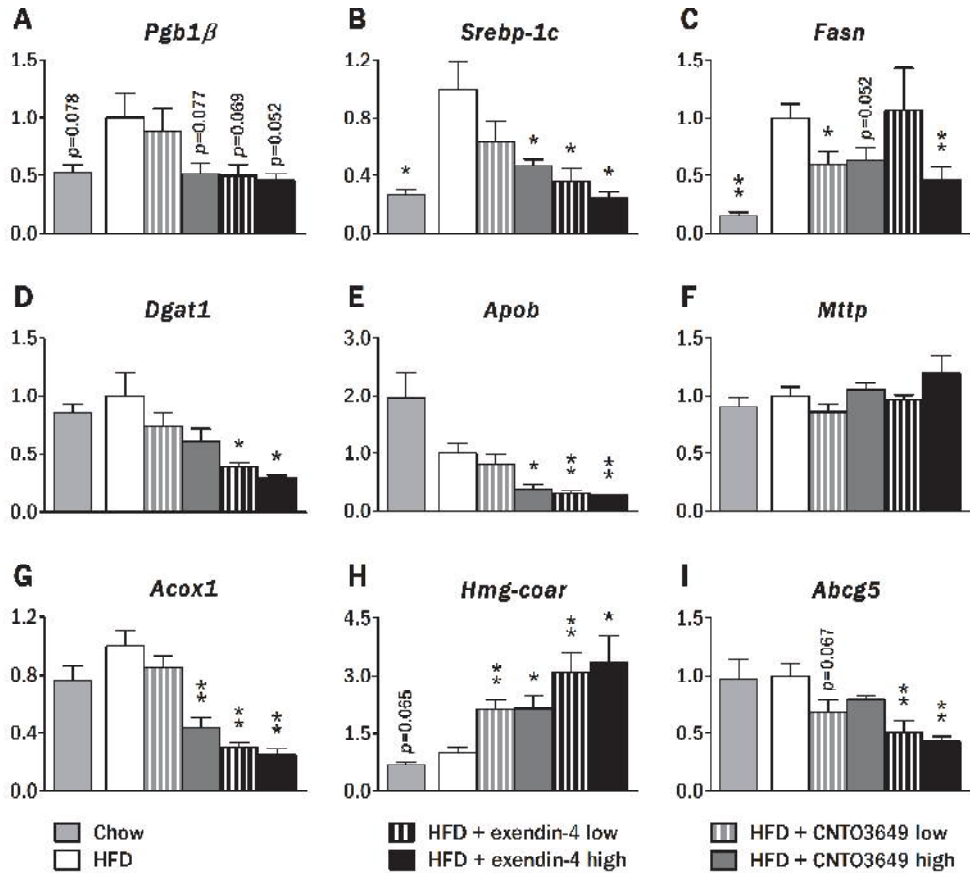 A Pgb1β
1.5
1.0
0.5
0.0
p=0.078
p=0.077
p=0.069
p=0.052
B Srebp-1c
1.2
0.8
0.4
0.0
*
*
*
*
C Fasn
1.5
1.0
0.5
0.0
**
*
p=0.052
**
D Dgat1
1.5
1.0
0.5
0.0
*
*
E Apob
3.0
2.0
1.0
0.0
*
**
**
F Mttp
1.5
1.0
0.5
0.0
G Acox1
1.2
0.8
0.4
0.0
**
**
**
H Hmg-coar
4.5
3.0
1.5
0.0
p=0.065
**
*
**
*
I Abcg5
1.5
1.0
0.5
0.0
p=0.067
**
**
Chow
HFD
HFD + exendin-4 low
HFD + exendin-4 high
HFD + CNTO3649 low
HFD + CNTO3649 high